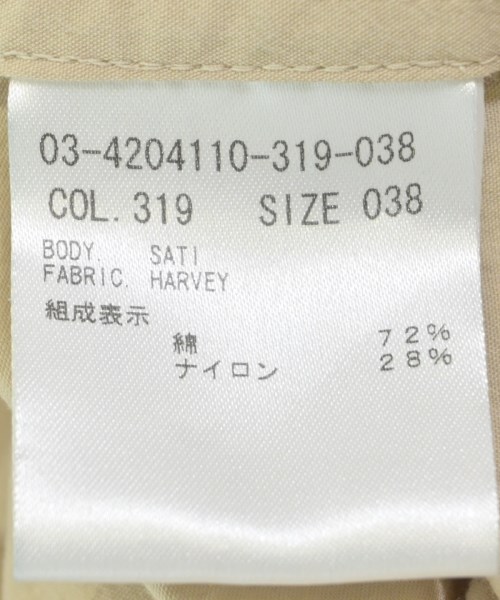 03-4204110-319-038
COL. 319 SIZE 038
BODY. SATI
FABRIC. HARVEY
組成表示
綿 72%
ナイロン 28%